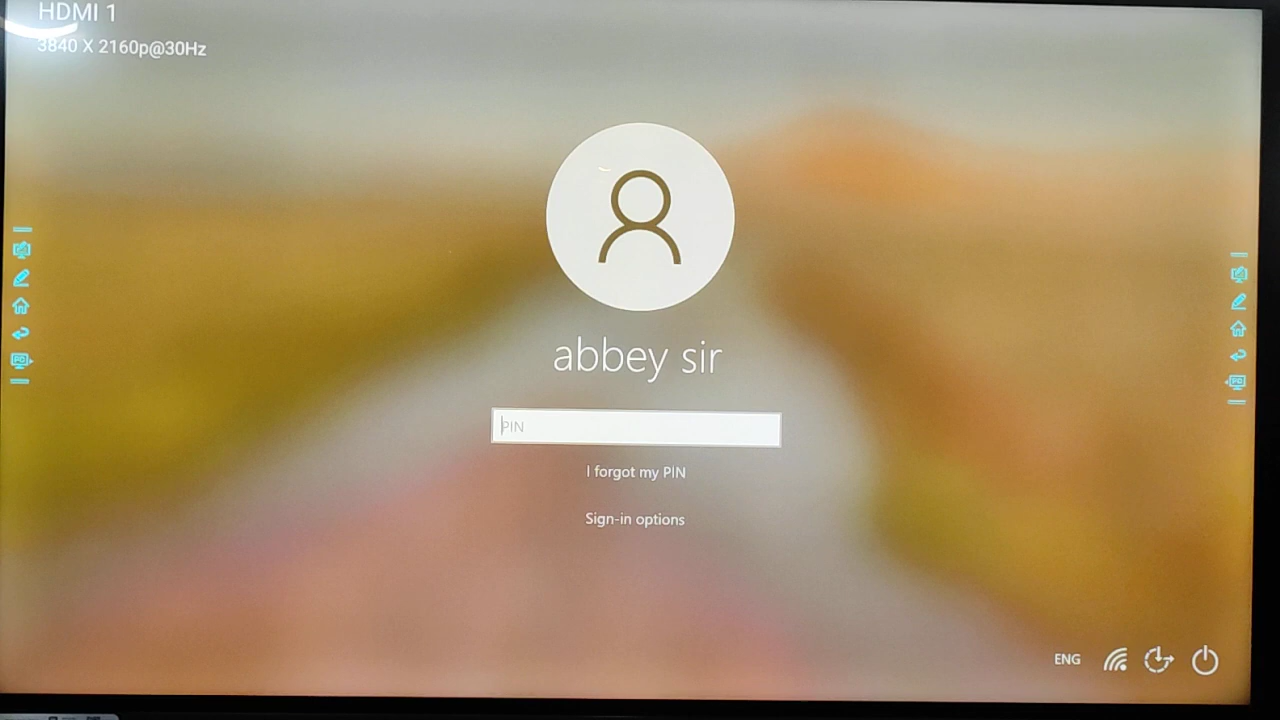 HDMI 1
3840 X 2160p@30Hz
abbey sir
PIN
I forgot my PIN
Sign-in options
ENG